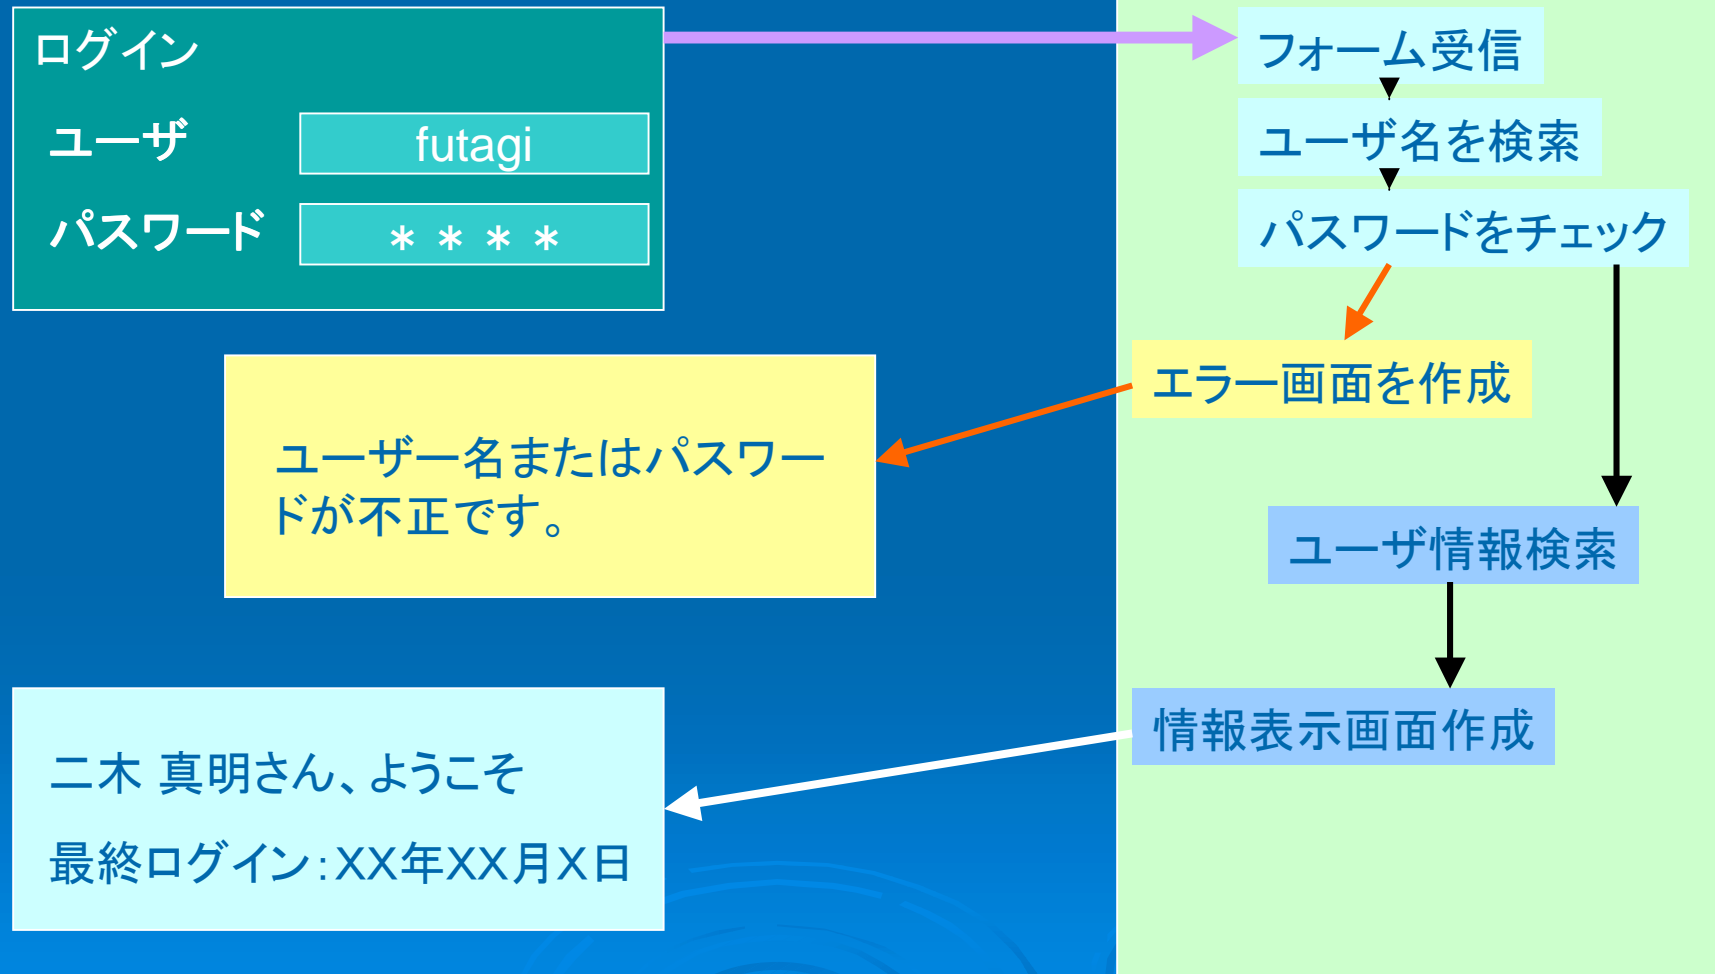 ログイン
ユーザ
futagi
パスワード
＊＊＊＊
フォーム受信
ユーザ名を検索
パスワードをチェック
エラー画面を作成
ユーザー名またはパスワー
ドが不正です。
ユーザ情報検索
情報表示画面作成
二木 真明さん、ようこそ
最終ログイン：XX年XX月X日